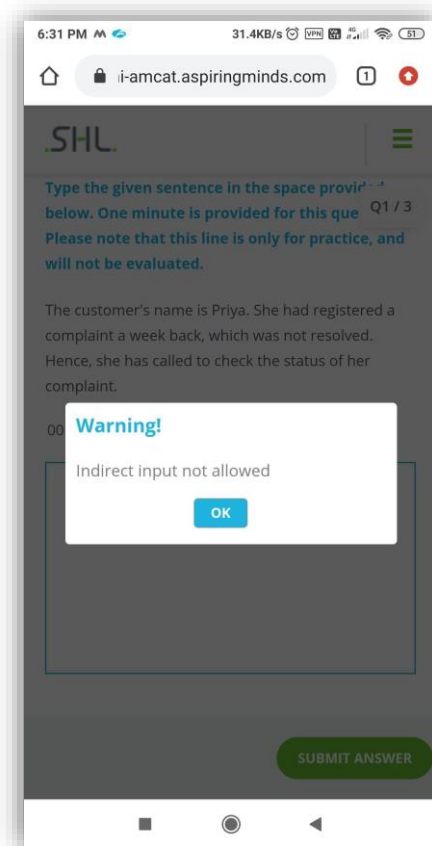 6:31 PM 31.4KB/s VPN 4G 51
i-amcat.aspiringminds.com 1
.SHL.
Type the given sentence in the space provid
below. One minute is provided for this que Q1 / 3
Please note that this line is only for practice, and
will not be evaluated.
The customer's name is Priya. She had registered a
complaint a week back, which was not resolved.
Hence, she has called to check the status of her
complaint.
00
Warning!
Indirect input not allowed
OK
SUBMIT ANSWER